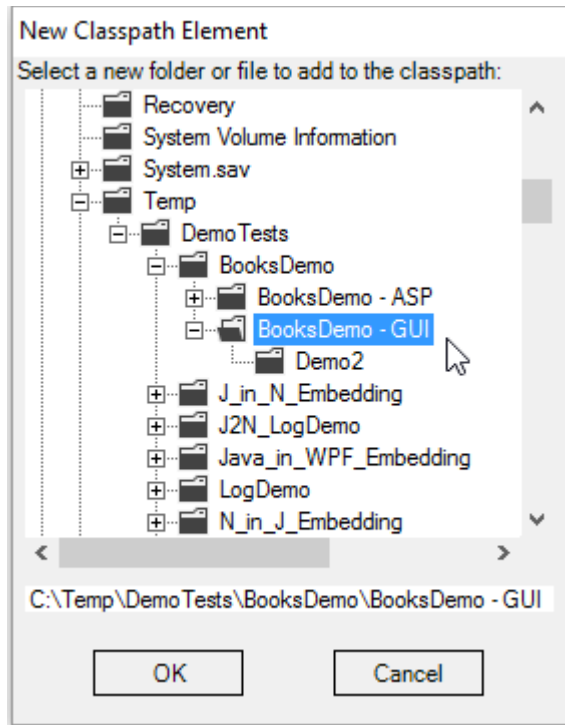 New Classpath Element
Select a new folder or file to add to the classpath:
Recovery
System Volume Information
System.sav
Temp
DemoTests
BooksDemo
BooksDemo - ASP
BooksDemo - GUI
Demo2
J_in_N_Embedding
J2N_LogDemo
Java_in_WPF_Embedding
LogDemo
N_in_J_Embedding
C:\Temp\DemoTests\BooksDemo\BooksDemo - GUI
OK Cancel